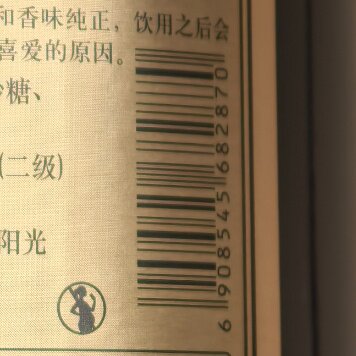 和香味纯正，饮用之后会
喜爱的原因。
糖、
(二级)
阳光
6908545682870